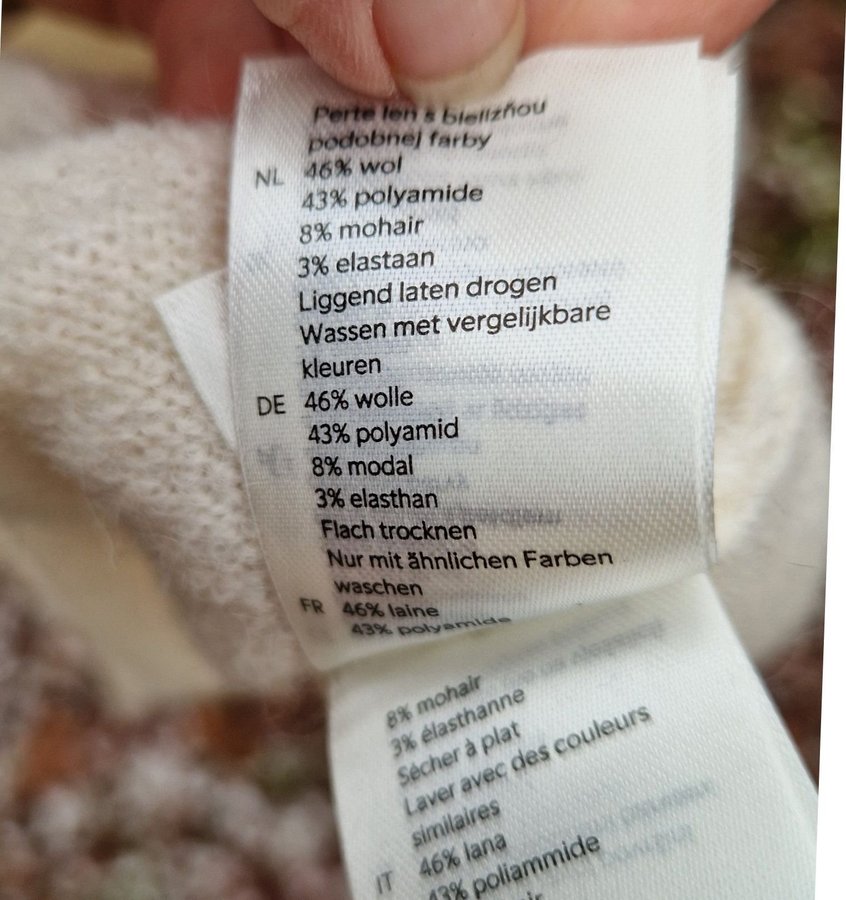 Perte len s bielizňou
podobnej farby
NL 46% wol
43% polyamide
8% mohair
3% elastaan
Liggend laten drogen
Wassen met vergelijkbare
kleuren
DE 46% wolle
43% polyamid
8% modal
3% elasthan
Flach trocknen
Nur mit ähnlichen Farben
waschen
FR 46% laine
43% polyamide
8% mohair
3% élasthanne
Sécher à plat
Laver avec des couleurs
similaires
IT 46% lana
43% poliammide